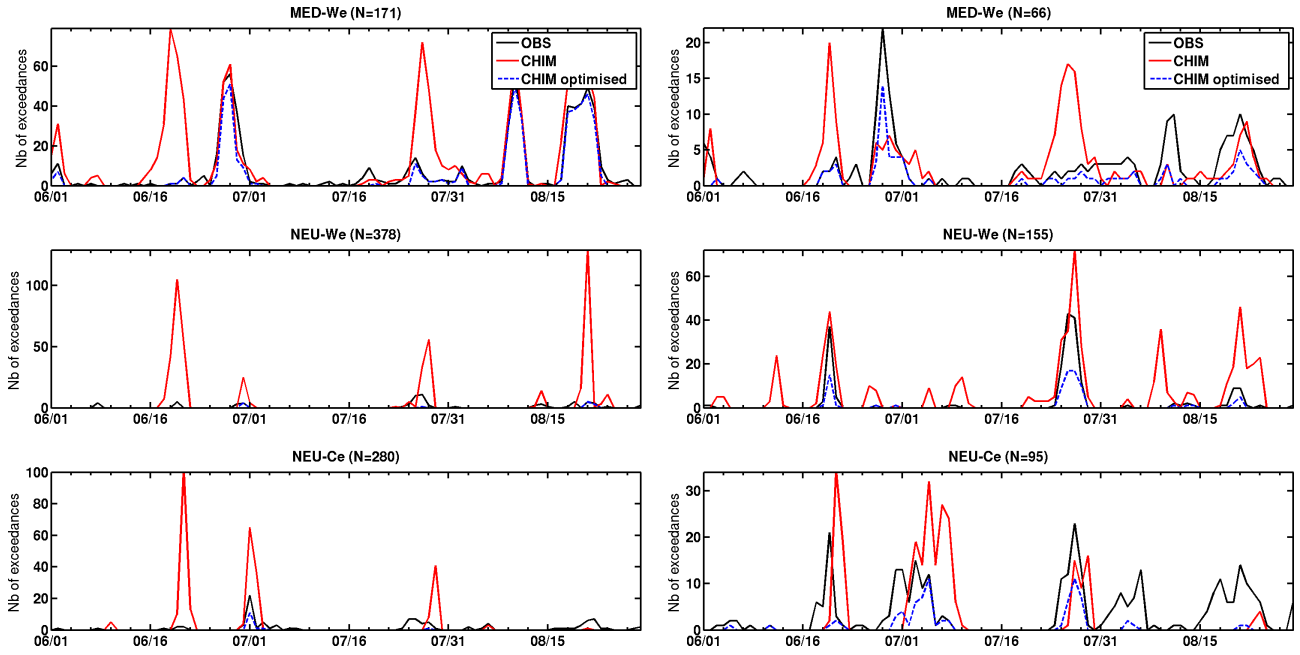 MED-We (N=171)
Nb of exceedances
60
40
20
0
06/01 06/16 07/01 07/16 07/31 08/15
OBS
CHIM
CHIM optimised
MED-We (N=66)
Nb of exceedances
20
15
10
5
0
06/01 06/16 07/01 07/16 07/31 08/15
OBS
CHIM
CHIM optimised
NEU-We (N=378)
Nb of exceedances
100
50
0
06/01 06/16 07/01 07/16 07/31 08/15
NEU-We (N=155)
Nb of exceedances
60
40
20
0
06/01 06/16 07/01 07/16 07/31 08/15
NEU-Ce (N=280)
Nb of exceedances
100
80
60
40
20
0
06/01 06/16 07/01 07/16 07/31 08/15
NEU-Ce (N=95)
Nb of exceedances
30
20
10
0
06/01 06/16 07/01 07/16 07/31 08/15